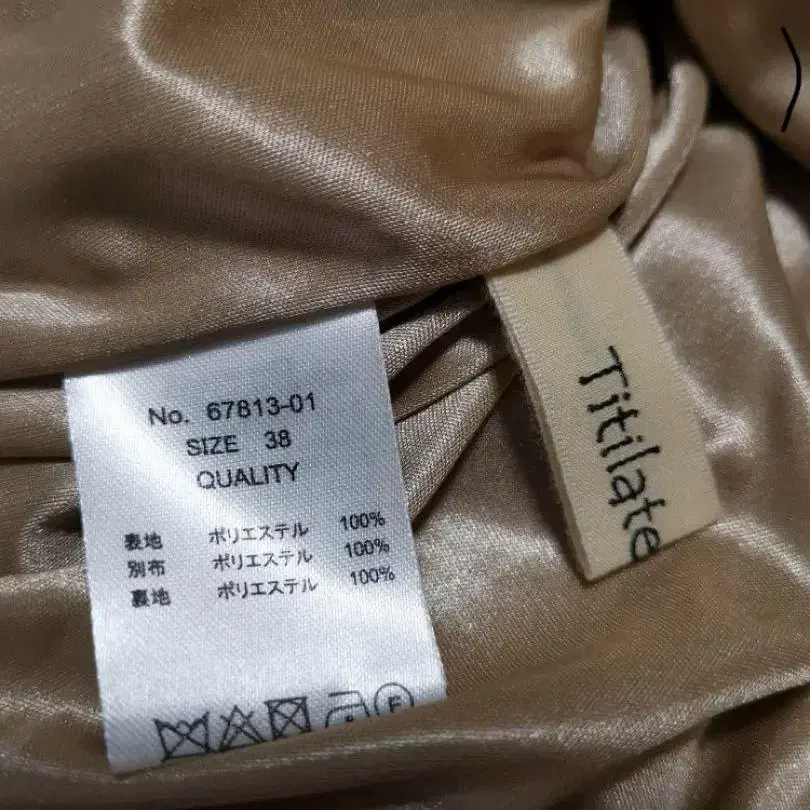 No. 67813-01
SIZE 38
QUALITY
表地 ポリエステル 100%
別布 ポリエステル 100%
裏地 ポリエステル 100%
F
Titilate